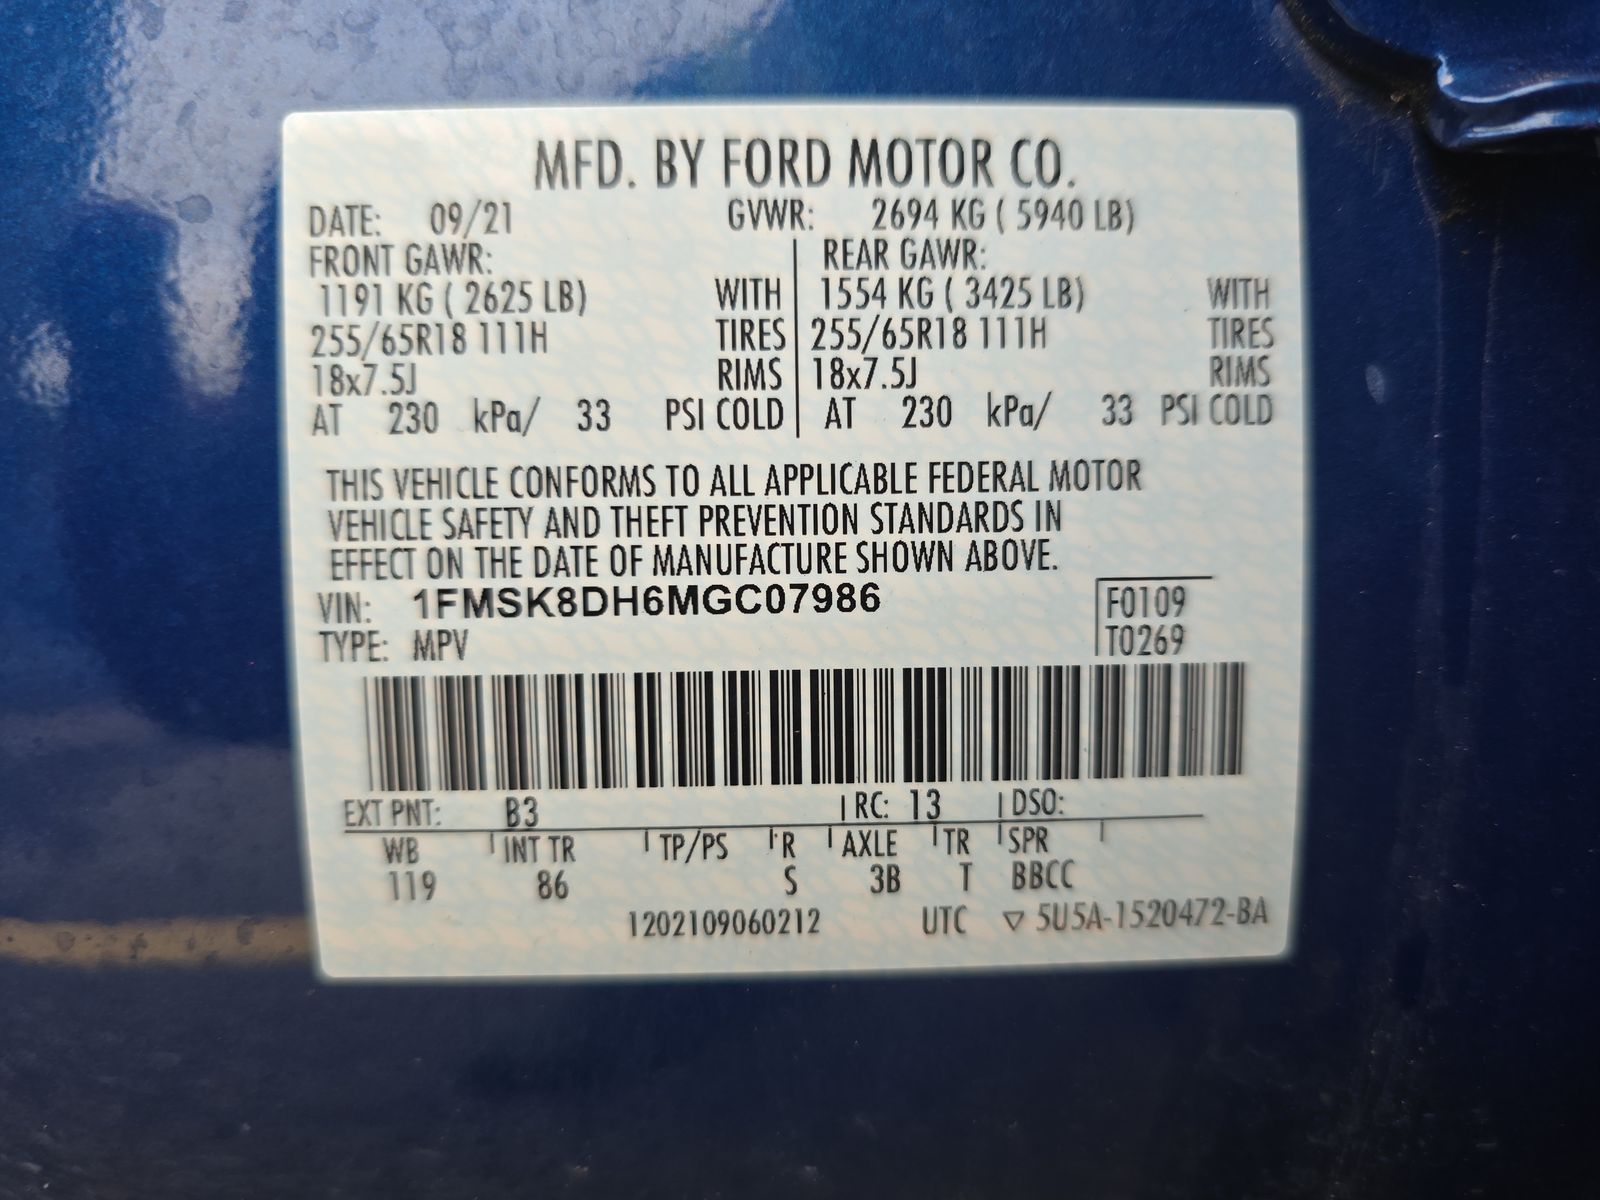 MFD. BY FORD MOTOR CO.
DATE: 09/21 GVWR: 2694 KG ( 5940 LB)
FRONT GAWR: REAR GAWR:
1191 KG ( 2625 LB) WITH 1554 KG ( 3425 LB) WITH
255/65R18 111H TIRES 255/65R18 111H TIRES
18x7.5J RIMS 18x7.5J RIMS
AT 230 kPa/ 33 PSI COLD AT 230 kPa/ 33 PSI COLD
THIS VEHICLE CONFORMS TO ALL APPLICABLE FEDERAL MOTOR
VEHICLE SAFETY AND THEFT PREVENTION STANDARDS IN
EFFECT ON THE DATE OF MANUFACTURE SHOWN ABOVE.
VIN: 1FMSK8DH6MGC07986 F0109
TYPE: MPV T0269
EXT PNT: B3 RC: 13 DSO:
WB INT TR TP/PS R AXLE TR SPR
119 86 S 3B T BBCC
1202109060212 UTC ▽ 5U5A-1520472-BA